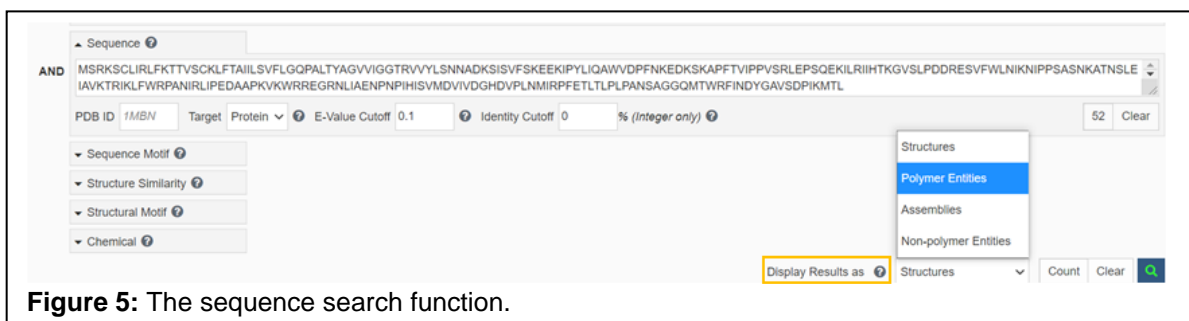 Sequence
AND
MSRKSCLIRLFKTTVSCKLFTAIILSVFLGQPALTYAGVVIGGTRVVYLSNNADKSISVFSKEEKIPYLIQAWVDPFNKEDKSKAPFTVIPPVSRLEPSQEKILRIIHTKGVSLPDDRESVFWLNIKNIPPSASNKATNSLE
IAVKTRIKLFWRPANIRLIPEDAAPKVKWRREGRNLIAENPNPIHISVMDVIVDGHDVPLNMIRPFETLTLPLPANSAGGQMTWRFINDYGAVSDPIKMTL
PDB ID 1MBN Target Protein E-Value Cutoff 0.1 Identity Cutoff 0 % (Integer only) 52 Clear
Sequence Motif
Structure Similarity
Structural Motif
Chemical
Structures
Polymer Entities
Assemblies
Non-polymer Entities
Display Results as Structures Count Clear
Figure 5: The sequence search function.